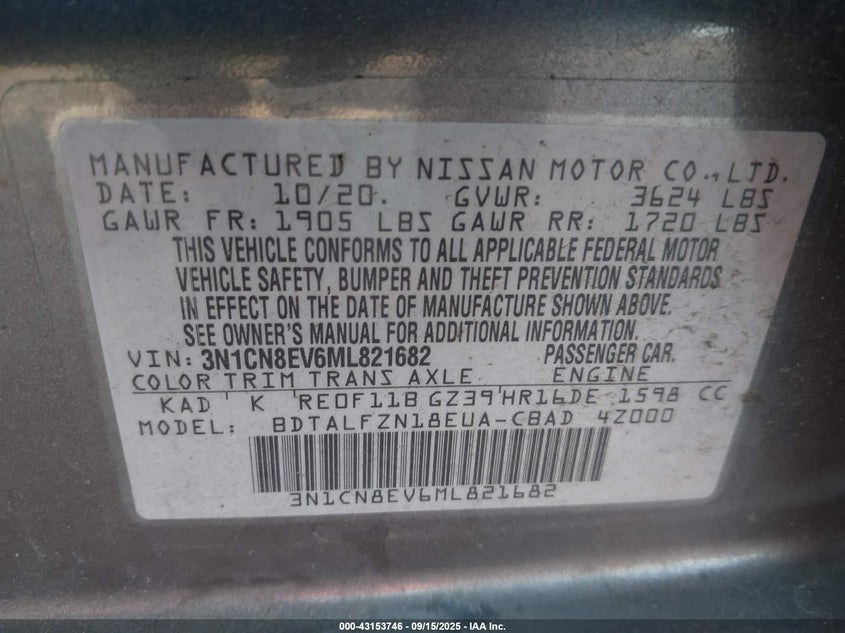 MANUFACTURED BY NISSAN MOTOR CO., LTD.
DATE: 10/20. GVWR: 3624 LBS
GAWR FR: 1905 LBS GAWR RR: 1720 LBS
THIS VEHICLE CONFORMS TO ALL APPLICABLE FEDERAL MOTOR
VEHICLE SAFETY, BUMPER AND THEFT PREVENTION STANDARDS
IN EFFECT ON THE DATE OF MANUFACTURE SHOWN ABOVE.
SEE OWNER'S MANUAL FOR ADDITIONAL INFORMATION.
VIN: 3N1CN8EV6ML821682 PASSENGER CAR.
COLOR TRIM TRANS AXLE ENGINE
KAD K RE0F11B GZ39 HR16DE 1598 CC
MODEL: BDTALFZN18EUA-CBAD 4Z000
3N1CN8EV6ML821682
000-43153746 - 09/15/2025 - IAA Inc.